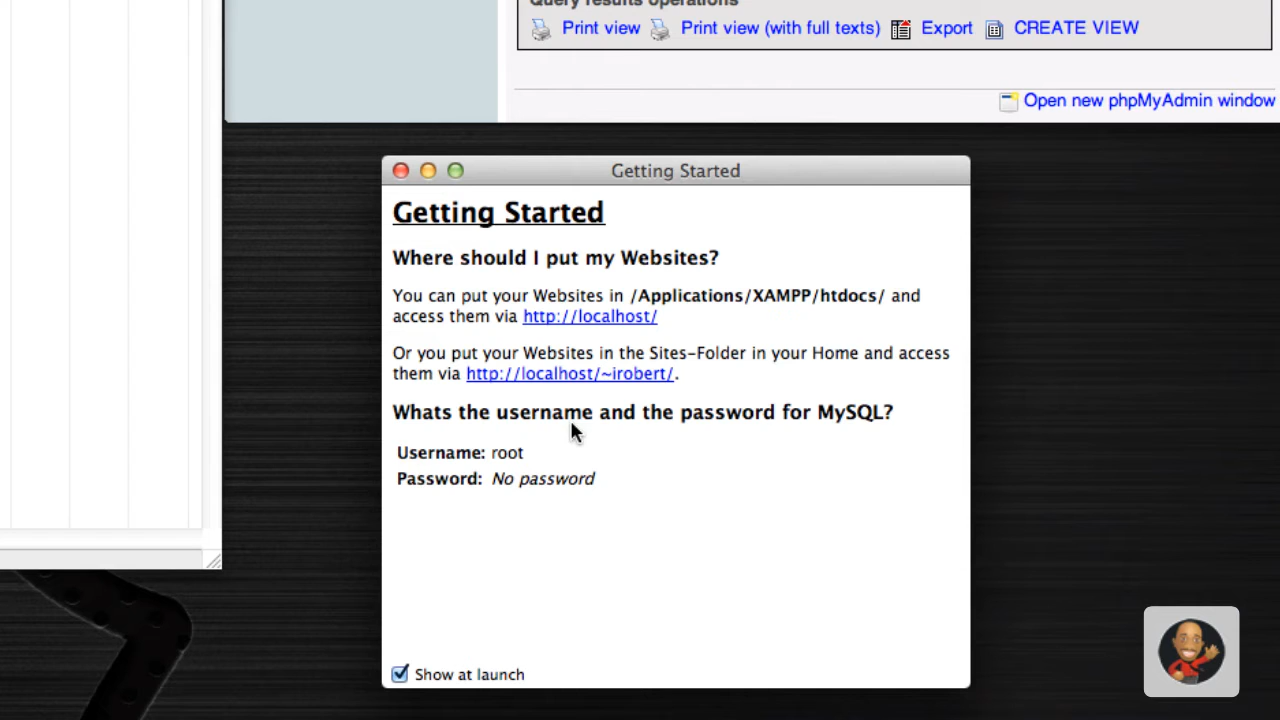 Query results operations
Print view Print view (with full texts) Export CREATE VIEW
Open new phpMyAdmin window
Getting Started
Getting Started
Where should I put my Websites?
You can put your Websites in /Applications/XAMPP/htdocs/ and
access them via http://localhost/
Or you put your Websites in the Sites-Folder in your Home and access
them via http://localhost/~irobert/.
Whats the username and the password for MySQL?
Username: root
Password: No password
Show at launch